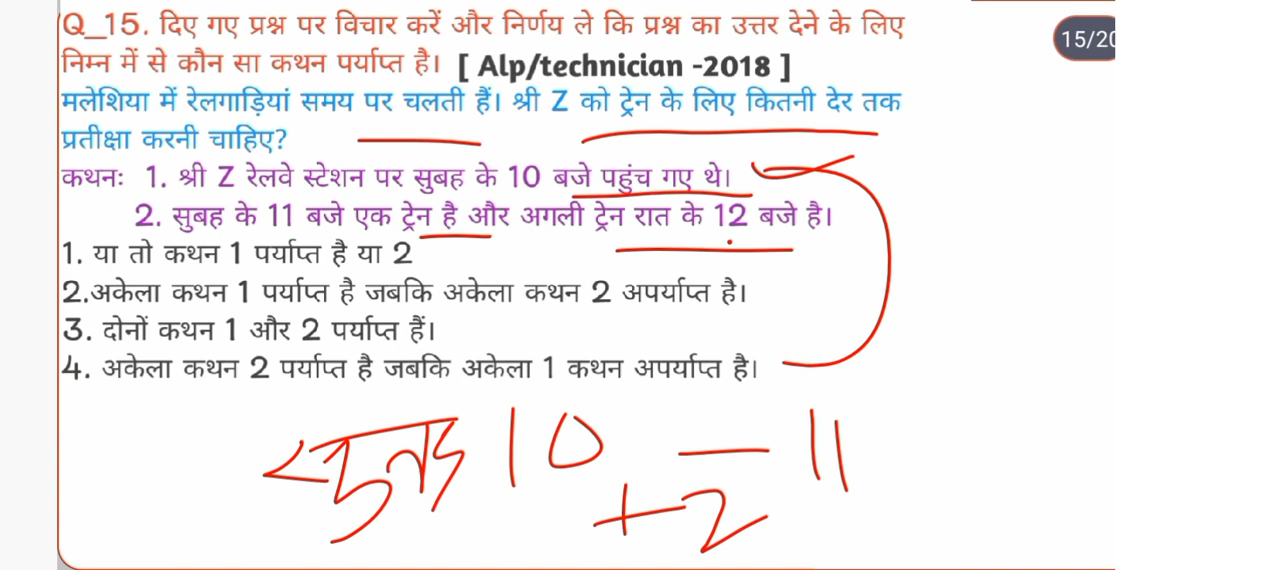 Q_15. दिए गए प्रश्न पर विचार करें और निर्णय ले कि प्रश्न का उत्तर देने के लिए
निम्न में से कौन सा कथन पर्याप्त है। [ Alp/technician -2018 ]
15/20
मलेशिया में रेलगाड़ियां समय पर चलती हैं। श्री Z को ट्रेन के लिए कितनी देर तक
प्रतीक्षा करनी चाहिए?
कथनः 1. श्री Z रेलवे स्टेशन पर सुबह के 10 बजे पहुंच गए थे।
2. सुबह के 11 बजे एक ट्रेन है और अगली ट्रेन रात के 12 बजे है।
1. या तो कथन 1 पर्याप्त है या 2
2.अकेला कथन 1 पर्याप्त है जबकि अकेला कथन 2 अपर्याप्त है।
3. दोनों कथन 1 और 2 पर्याप्त हैं।
4. अकेला कथन 2 पर्याप्त है जबकि अकेला 1 कथन अपर्याप्त है।
सुबह 10 — 11
+2